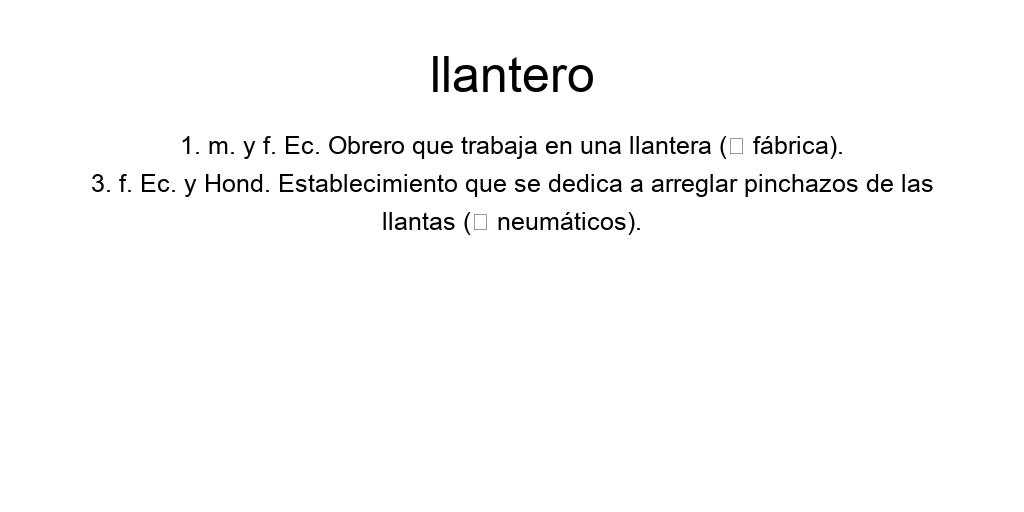 llantero
1. m. y f. Ec. Obrero que trabaja en una llantera (□ fábrica).
3. f. Ec. y Hond. Establecimiento que se dedica a arreglar pinchazos de las
llantas (□ neumáticos).